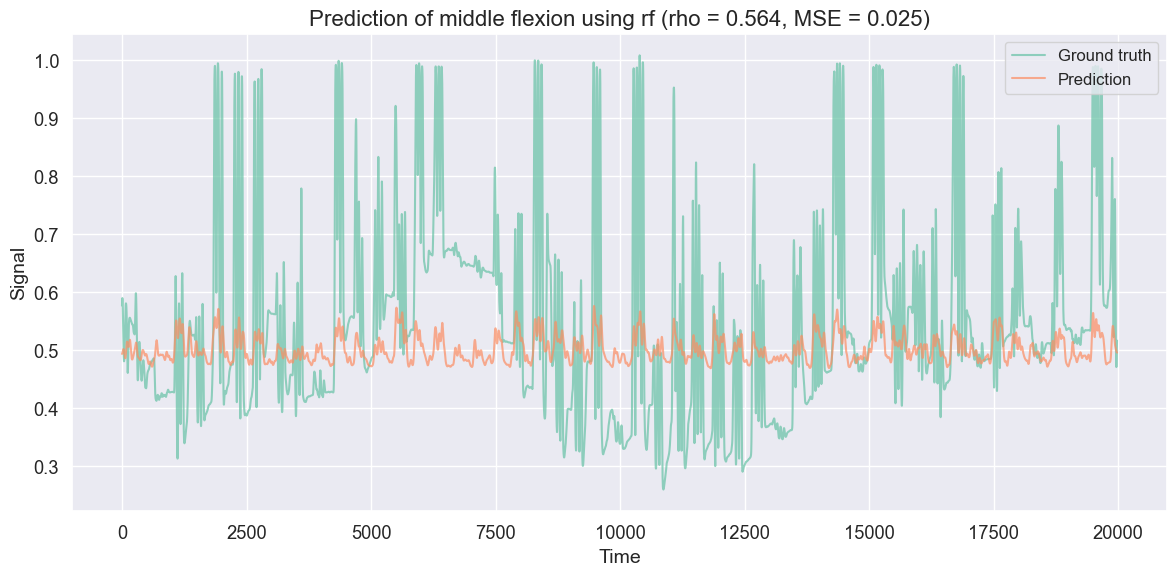 Prediction of middle flexion using rf (rho = 0.564, MSE = 0.025)
Ground truth
Prediction
Signal
1.0
0.9
0.8
0.7
0.6
0.5
0.4
0.3
0 2500 5000 7500 10000 12500 15000 17500 20000
Time